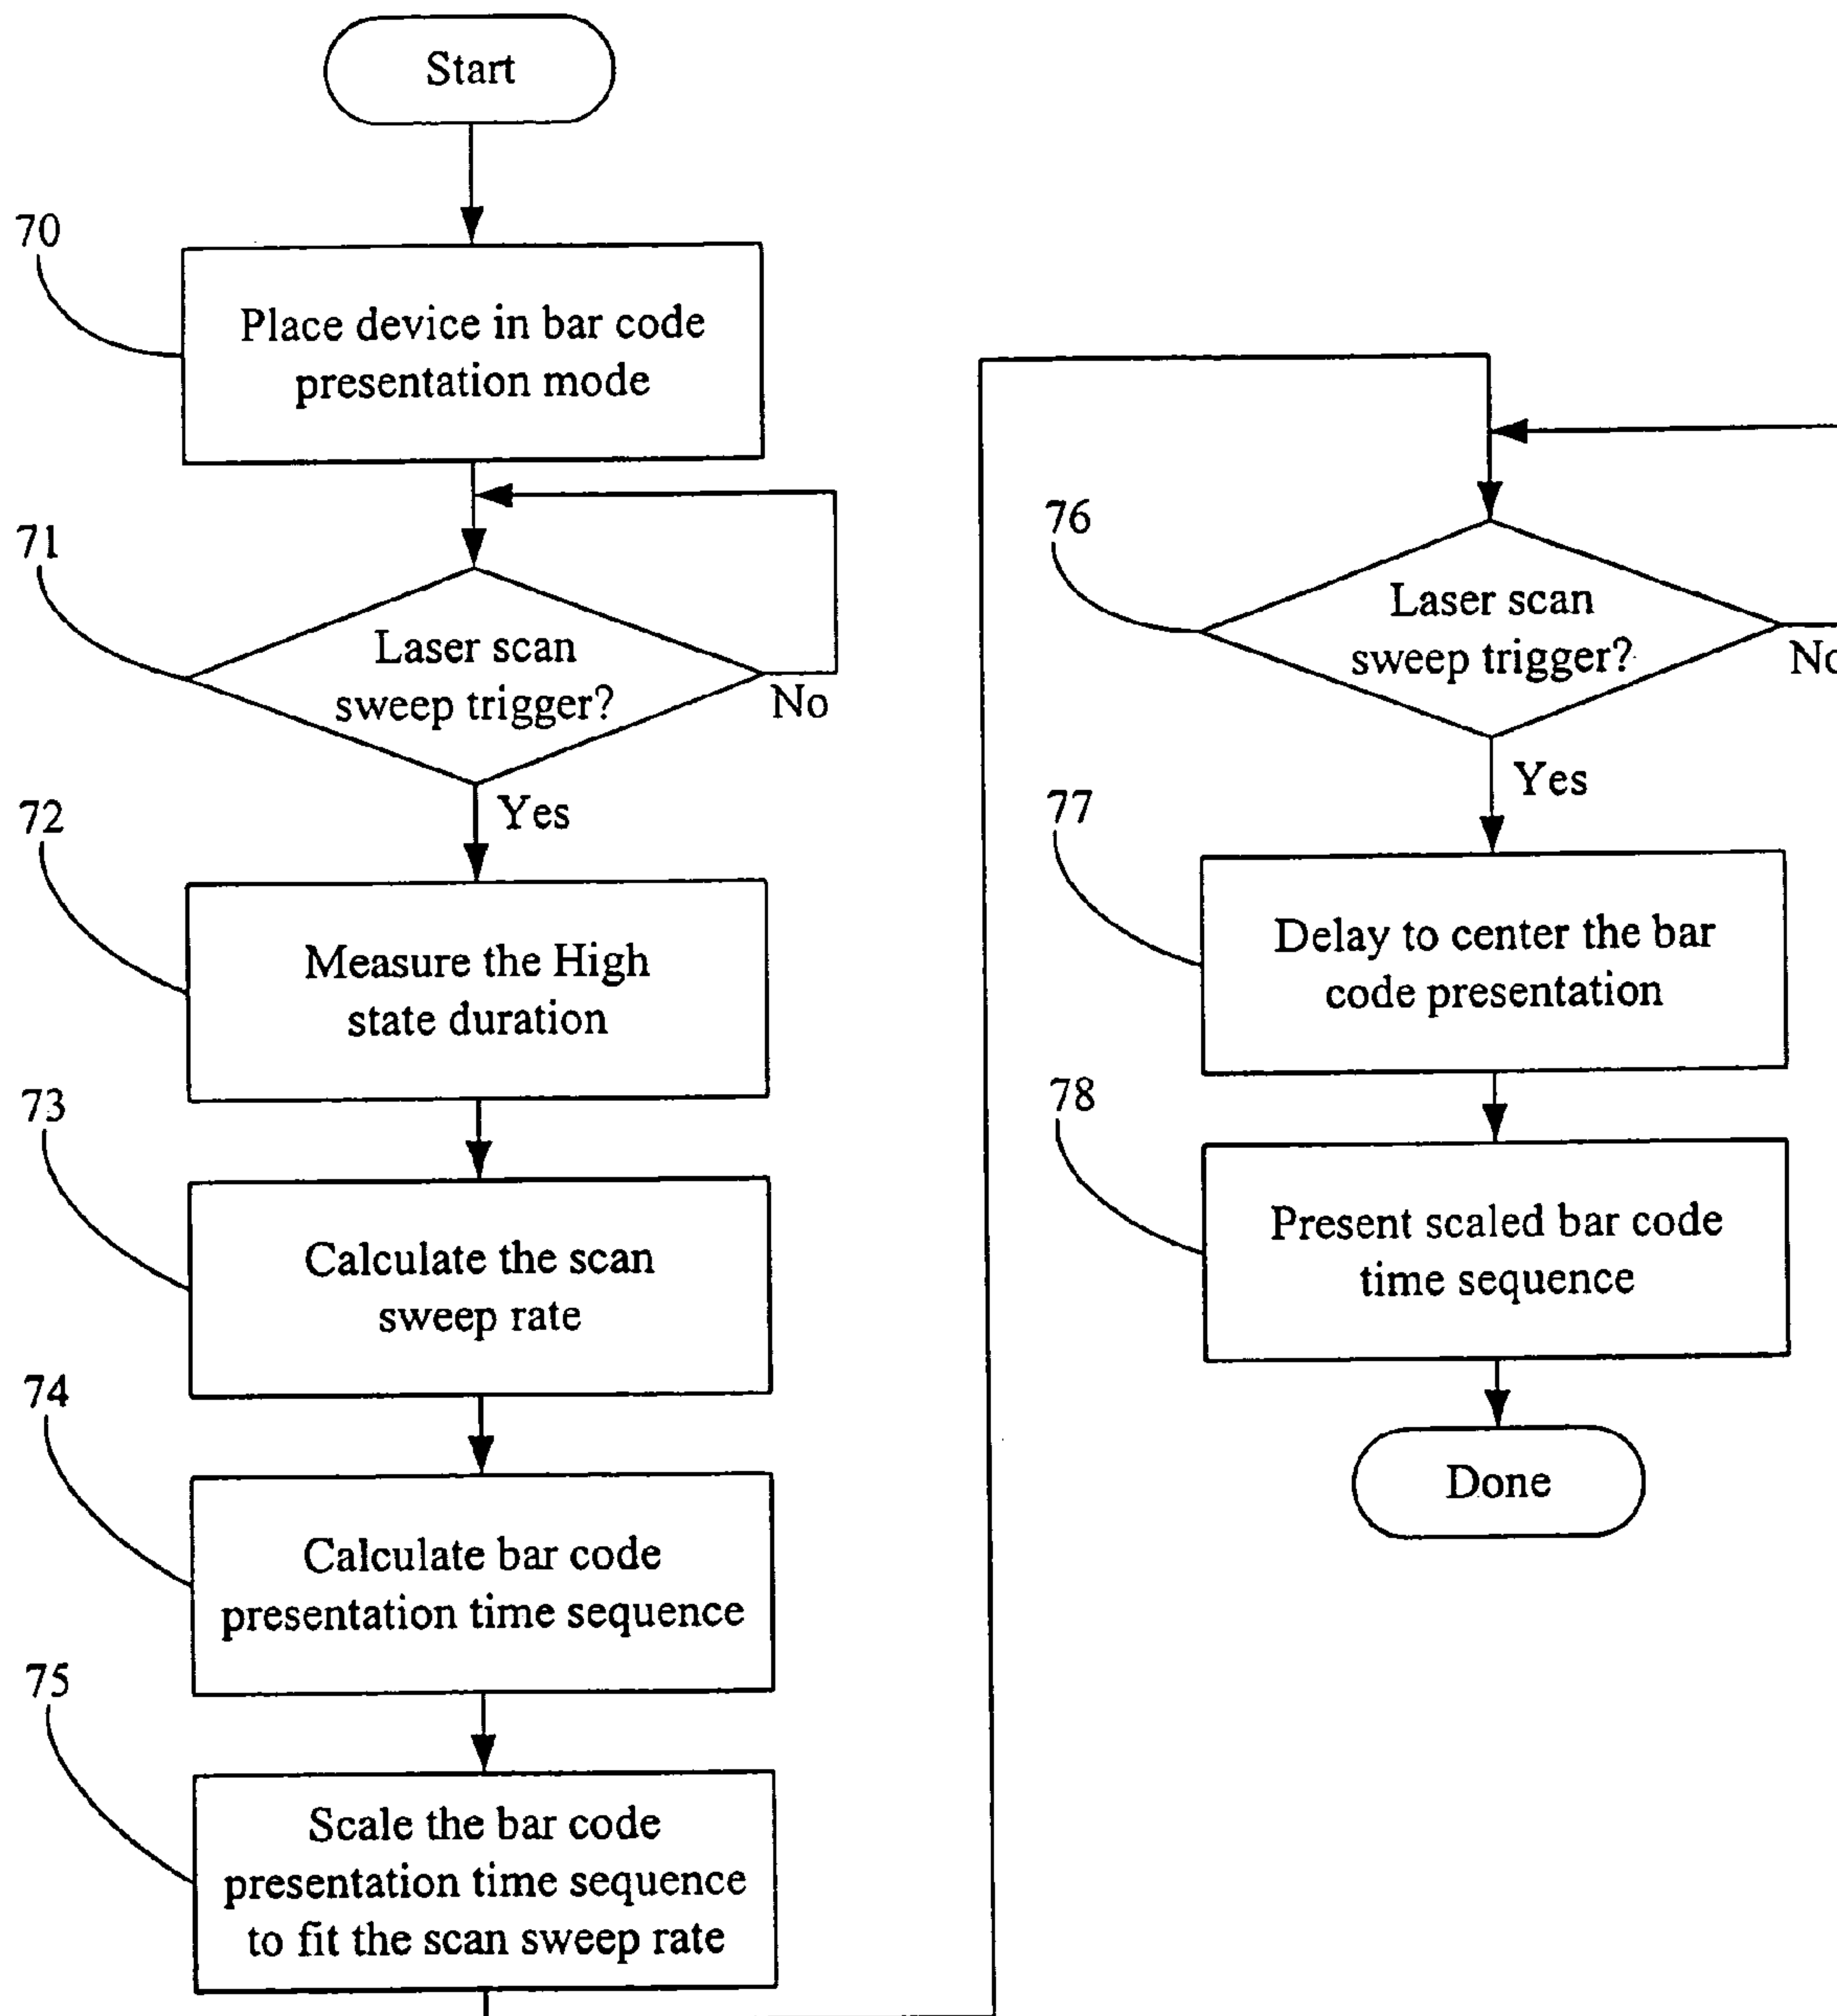 Start
70
Place device in bar code
presentation mode
71
Laser scan
sweep trigger?
No
Yes
72
Measure the High
state duration
73
Calculate the scan
sweep rate
74
Calculate bar code
presentation time sequence
75
Scale the bar code
presentation time sequence
to fit the scan sweep rate
76
Laser scan
sweep trigger?
No
Yes
77
Delay to center the bar
code presentation
78
Present scaled bar code
time sequence
Done